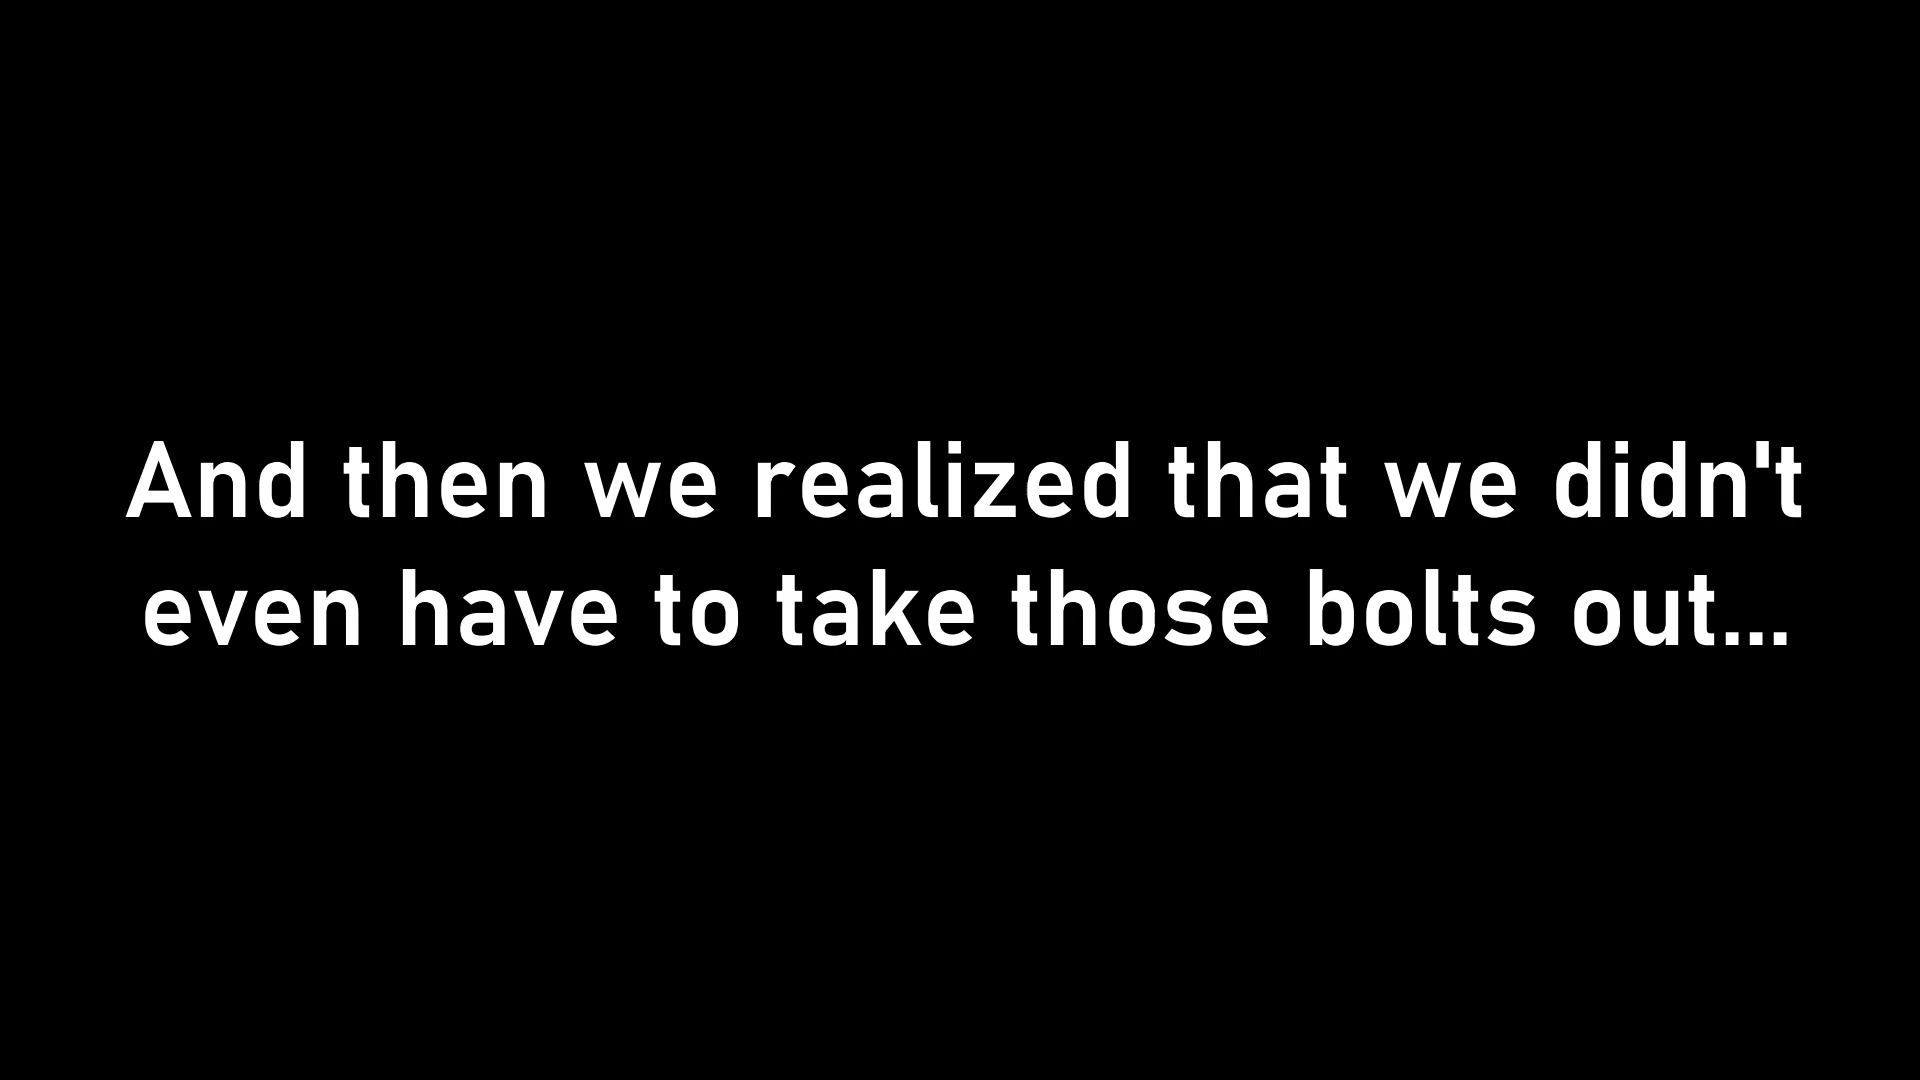 And then we realized that we didn't
even have to take those bolts out...